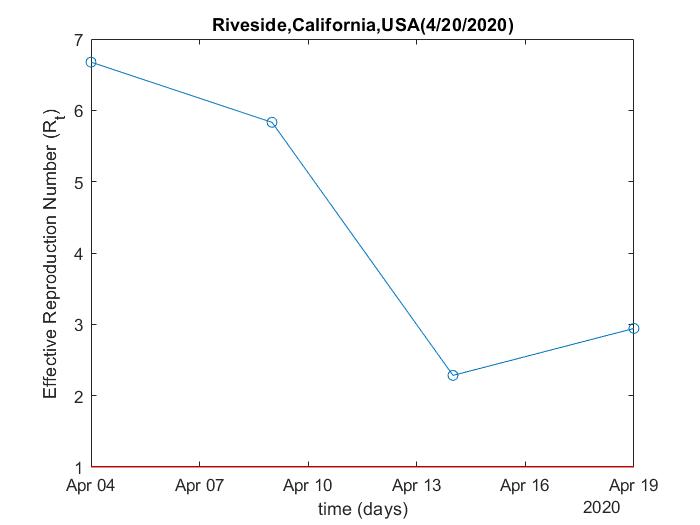 Riveside,California,USA(4/20/2020)
Effective Reproduction Number (Rt)
7
6
5
4
3
2
1
Apr 04 Apr 07 Apr 10 Apr 13 Apr 16 Apr 19
time (days)
2020